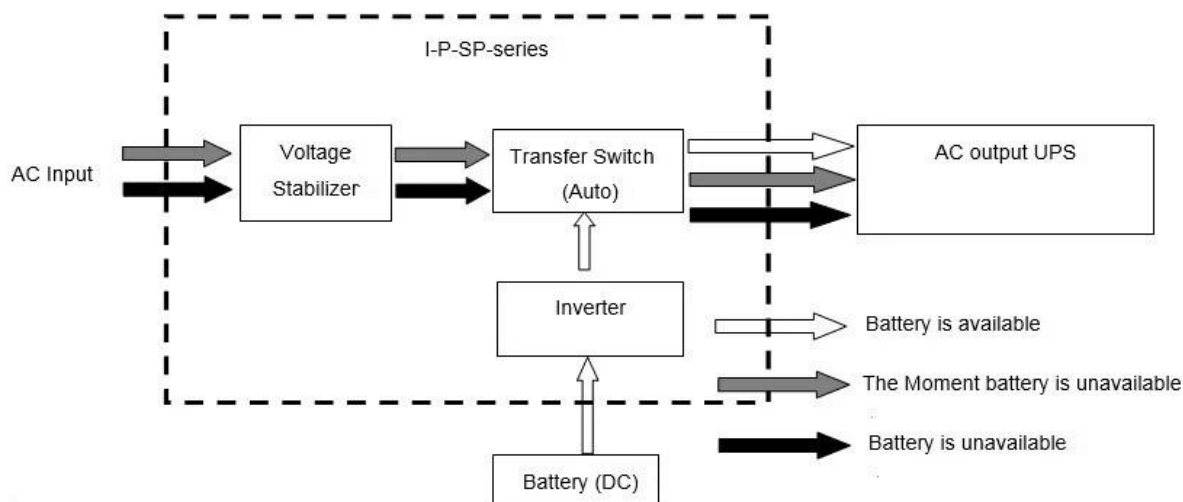 I-P-SP-series
AC Input
Voltage
Stabilizer
Transfer Switch
(Auto)
AC output UPS
Inverter
Battery is available
The Moment battery is unavailable
Battery is unavailable
Battery (DC)